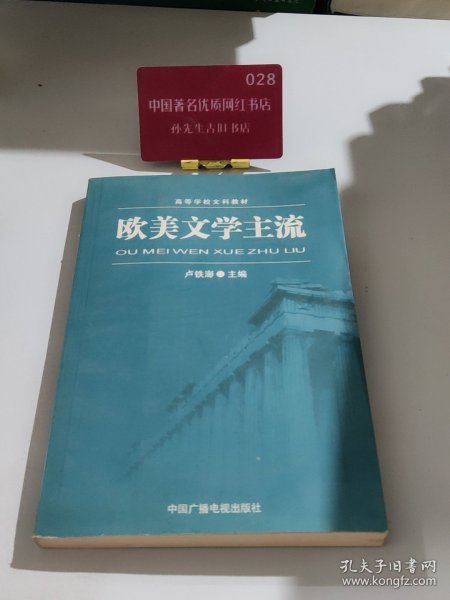 028
中国著名优质网红书店
孙先生古旧书店
高等学校文科教材
欧美文学主流
OU MEI WEN XUE ZHU LIU
卢铁澎●主编
中国广播电视出版社
孔夫子旧书网
www.kongfz.com